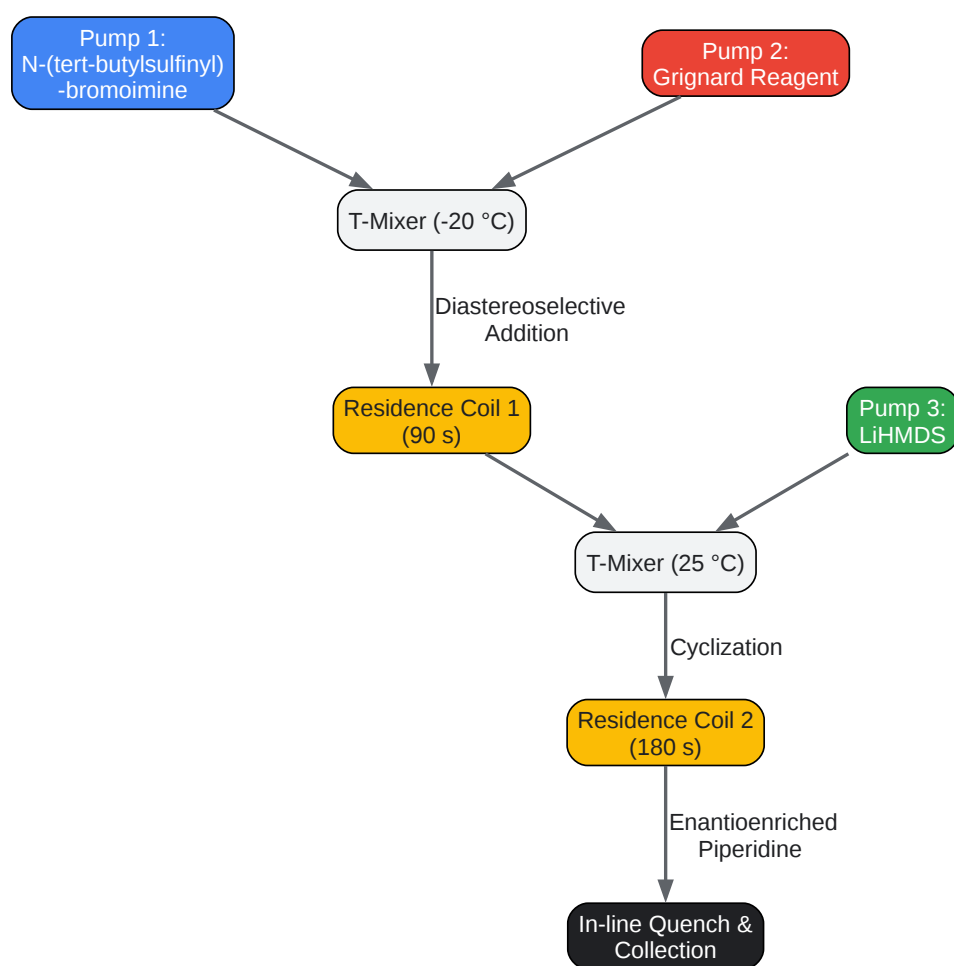 Pump 1:
N-(tert-butylsulfinyl)
-bromoimine
Pump 2:
Grignard Reagent
T-Mixer (-20 °C)
Diastereoselective
Addition
Residence Coil 1
(90 s)
Pump 3:
LiHMDS
T-Mixer (25 °C)
Cyclization
Residence Coil 2
(180 s)
Enantioenriched
Piperidine
In-line Quench &
Collection